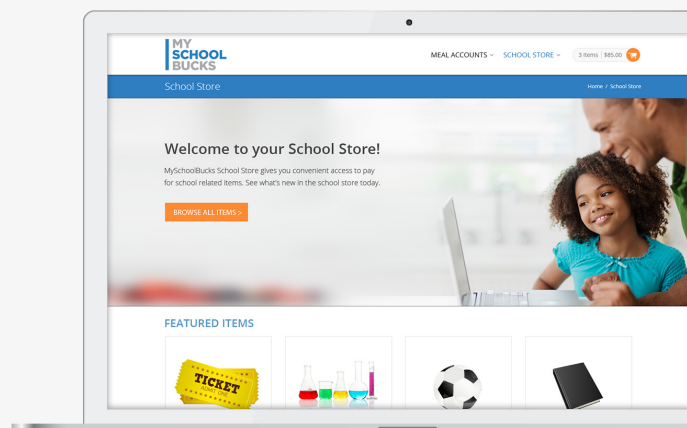 MY
SCHOOL
BUCKS
MEAL ACCOUNTS
SCHOOL STORE
3 Items $85.00
School Store
Home / School Store
Welcome to your School Store!
MySchoolBucks School Store gives you convenient access to pay
for school related items. See what's new in the school store today.
BROWSE ALL ITEMS >
FEATURED ITEMS
TICKET
ADMIT ONE